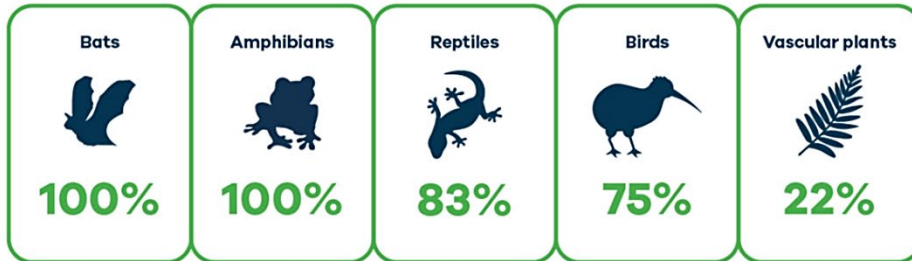 Bats
100%
Amphibians
100%
Reptiles
83%
Birds
75%
Vascular plants
22%